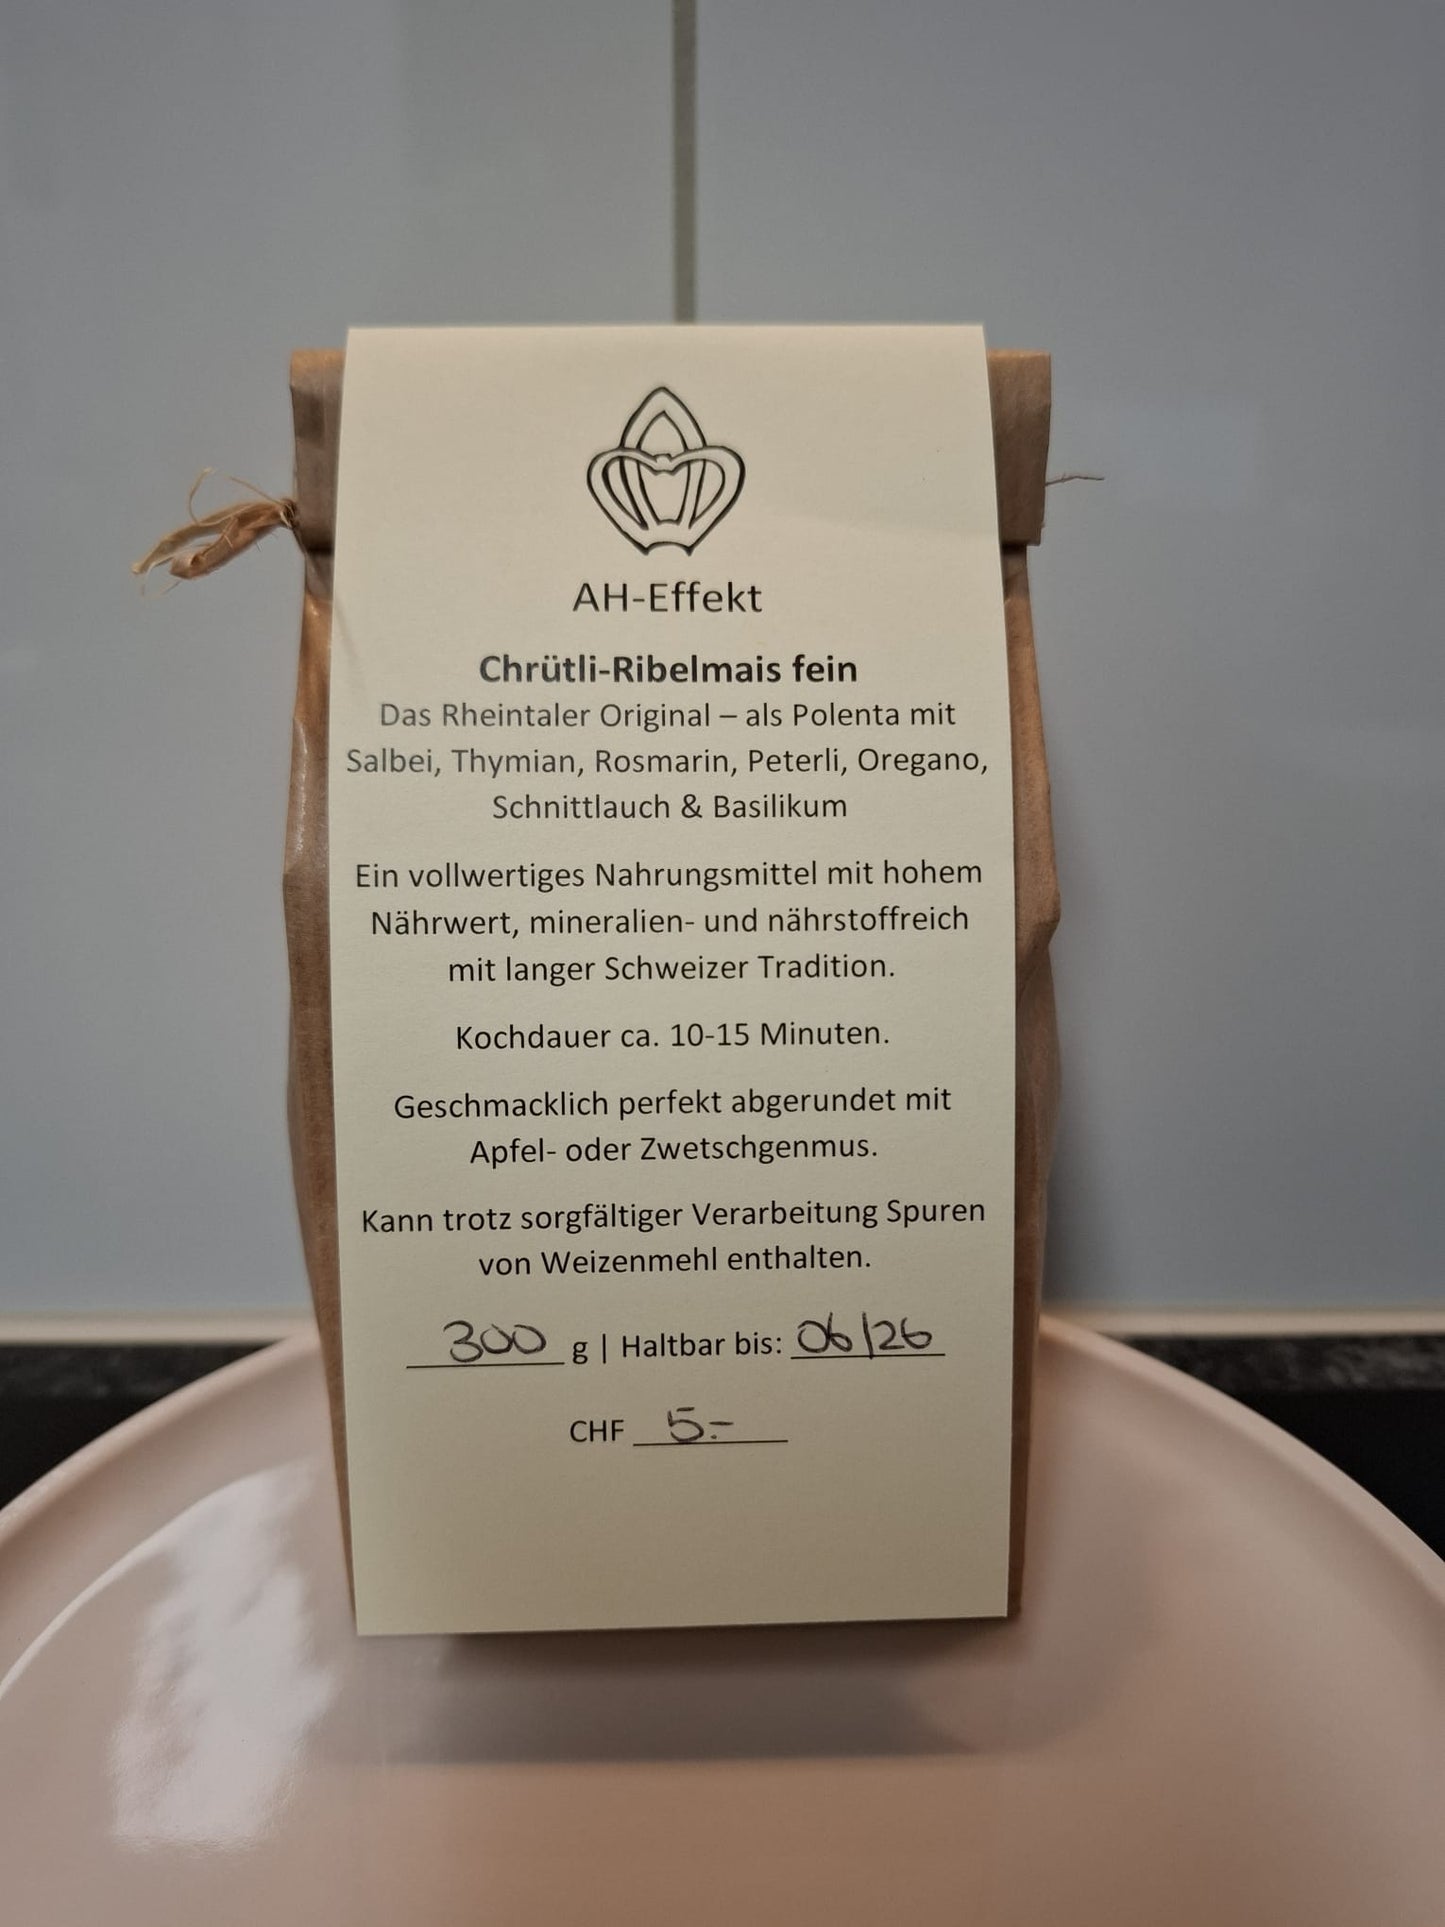 AH-Effekt
Chrütli-Ribelmais fein
Das Rheintaler Original – als Polenta mit
Salbei, Thymian, Rosmarin, Peterli, Oregano,
Schnittlauch & Basilikum
Ein vollwertiges Nahrungsmittel mit hohem
Nährwert, mineralien- und nährstoffreich
mit langer Schweizer Tradition.
Kochdauer ca. 10-15 Minuten.
Geschmacklich perfekt abgerundet mit
Apfel- oder Zwetschgenmus.
Kann trotz sorgfältiger Verarbeitung Spuren
von Weizenmehl enthalten.
300 g | Haltbar bis: 06/26
CHF 5.-